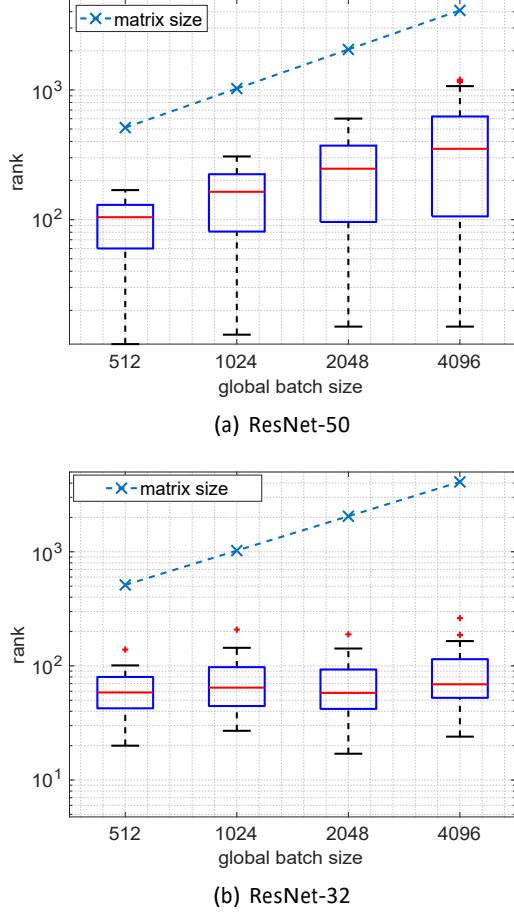 matrix size
10³
10²
rank
512 1024 2048 4096
global batch size
(a) ResNet-50
matrix size
10³
10²
10¹
rank
512 1024 2048 4096
global batch size
(b) ResNet-32